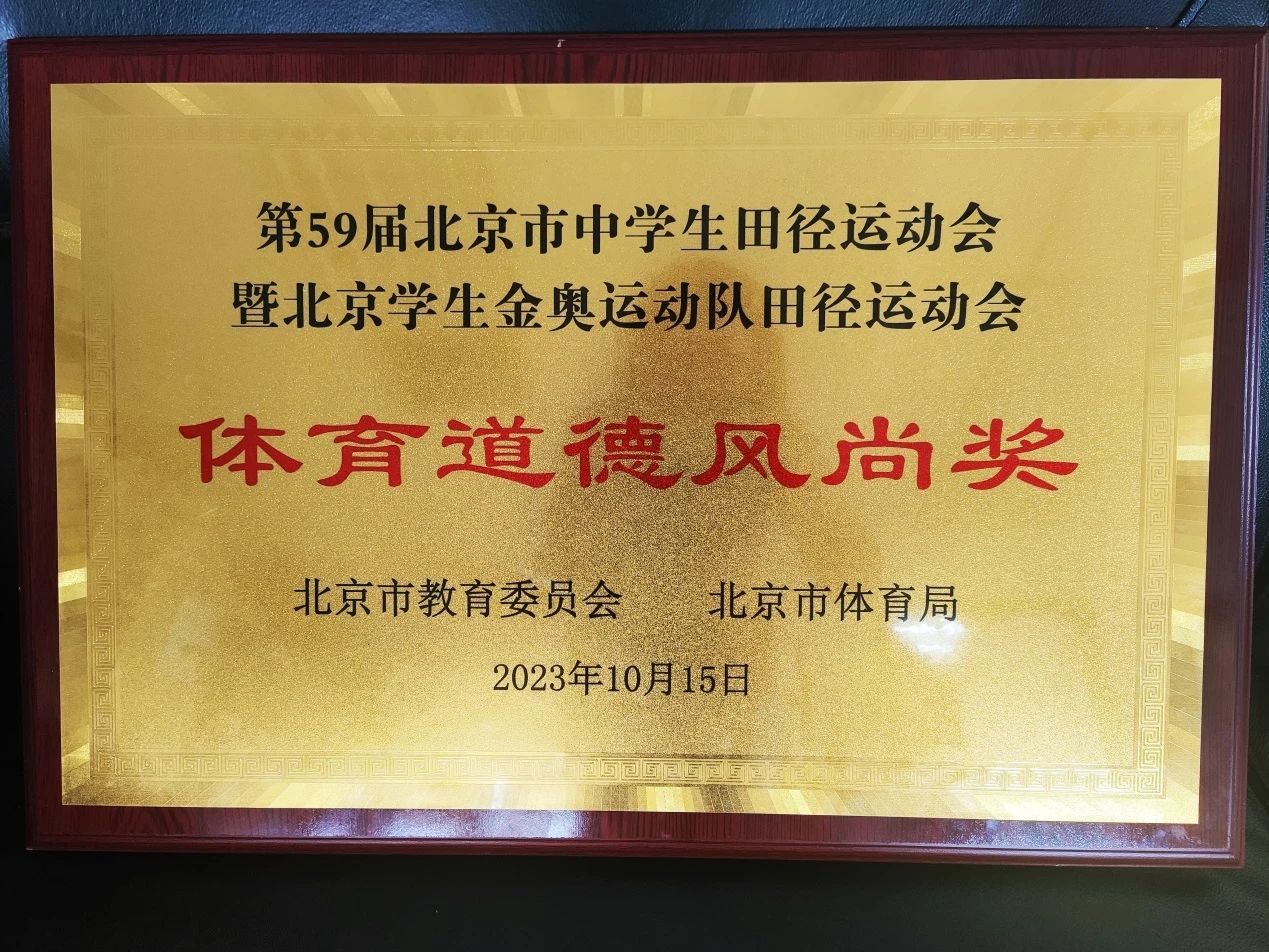 第59届北京市中学生田径运动会
暨北京学生金奥运动队田径运动会
体育道德风尚奖
北京市教育委员会 北京市体育局
2023年10月15日